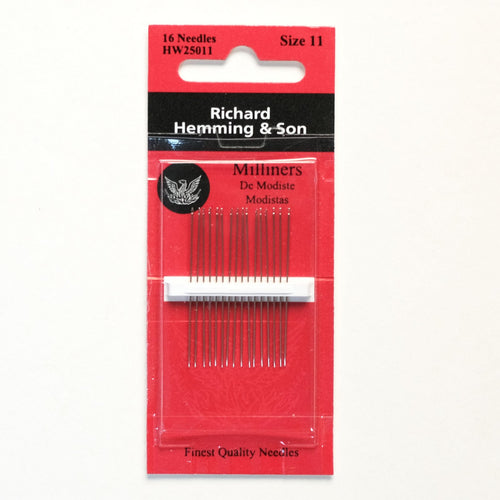 16 Needles
HW25011
Size 11
Richard
Hemming & Son
Milliners
De Modiste
Modistas
Finest Quality Needles